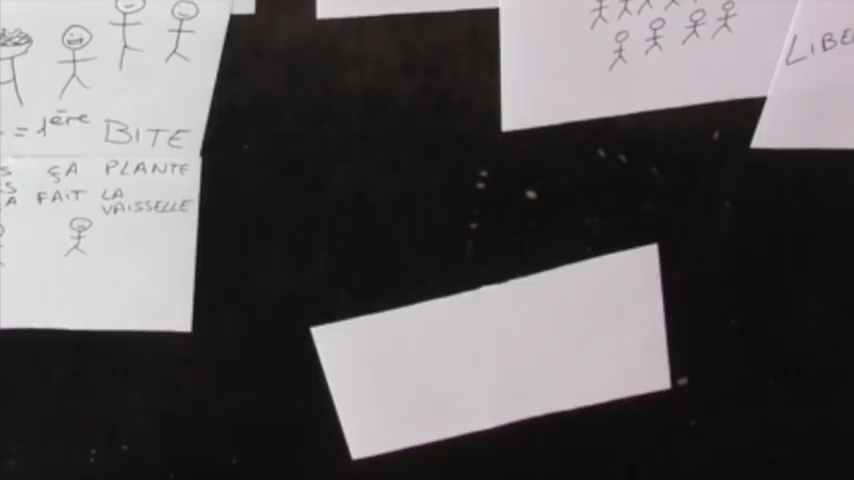 = 1ère BITE
ÇA PLANTE
A FAIT LA
VAISSELLE
LIBE